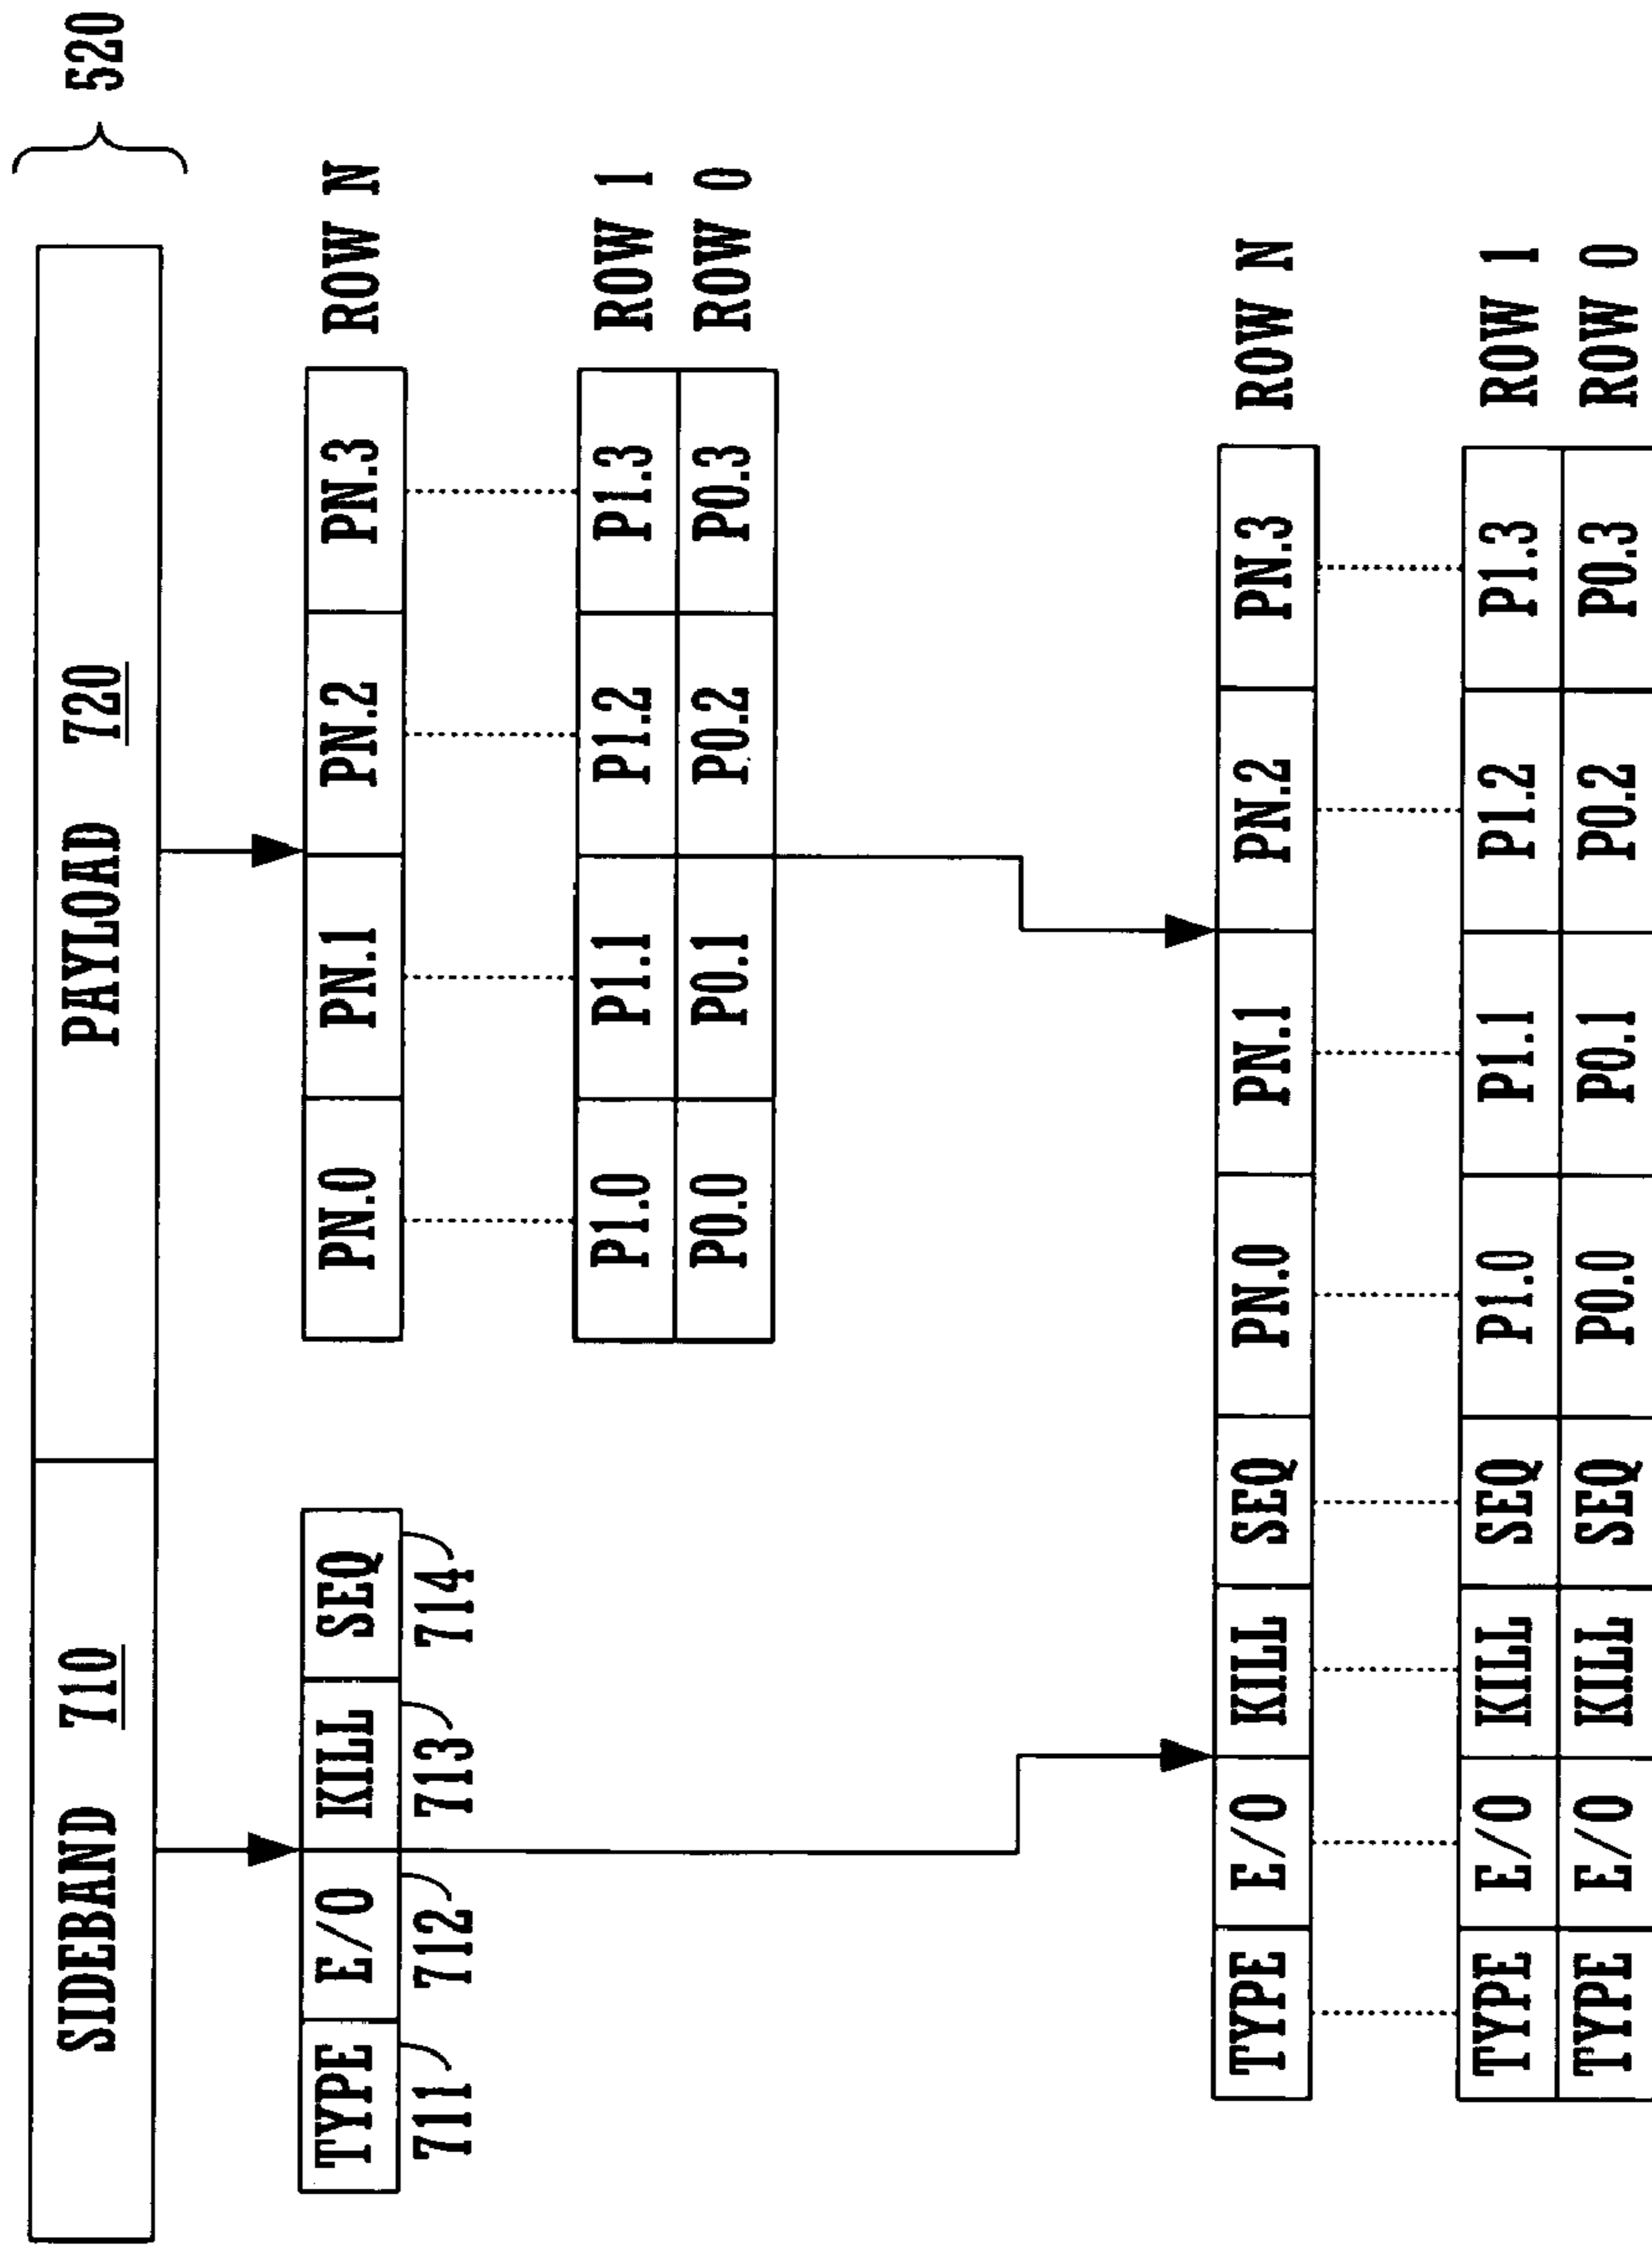 SIDEBAND 710 PAYLOAD 720 520
TYPE E/O KILL SEQ PN.0 PN.1 PN.2 PN.3 ROW N
711 712 713 714
P1.0 P1.1 P1.2 P1.3 ROW 1
P0.0 P0.1 P0.2 P0.3 ROW 0
TYPE E/O KILL SEQ PN.0 PN.1 PN.2 PN.3 ROW N
TYPE E/O KILL SEQ P1.0 P1.1 P1.2 P1.3 ROW 1
TYPE E/O KILL SEQ P0.0 P0.1 P0.2 P0.3 ROW 0